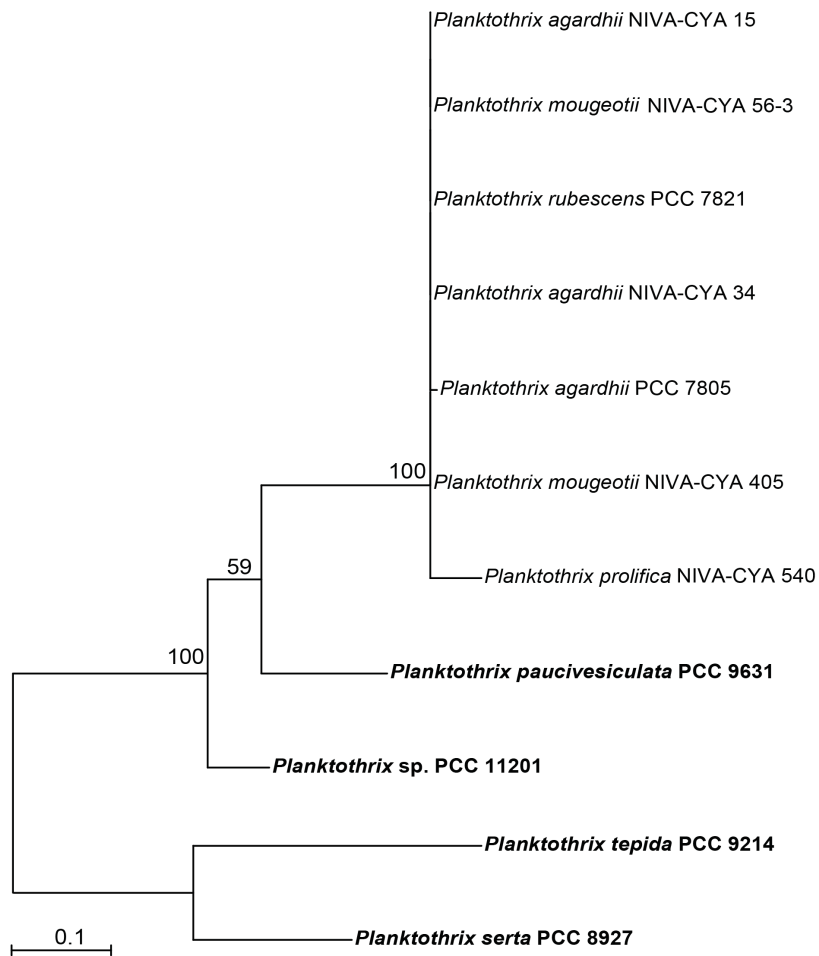 Planktothrix agardhii NIVA-CYA 15
Planktothrix mougeotii NIVA-CYA 56-3
Planktothrix rubescens PCC 7821
Planktothrix agardhii NIVA-CYA 34
Planktothrix agardhii PCC 7805
100
Planktothrix mougeotii NIVA-CYA 405
59
Planktothrix prolifica NIVA-CYA 540
100
Planktothrix paucivesiculata PCC 9631
Planktothrix sp. PCC 11201
Planktothrix tepida PCC 9214
0.1
Planktothrix serta PCC 8927